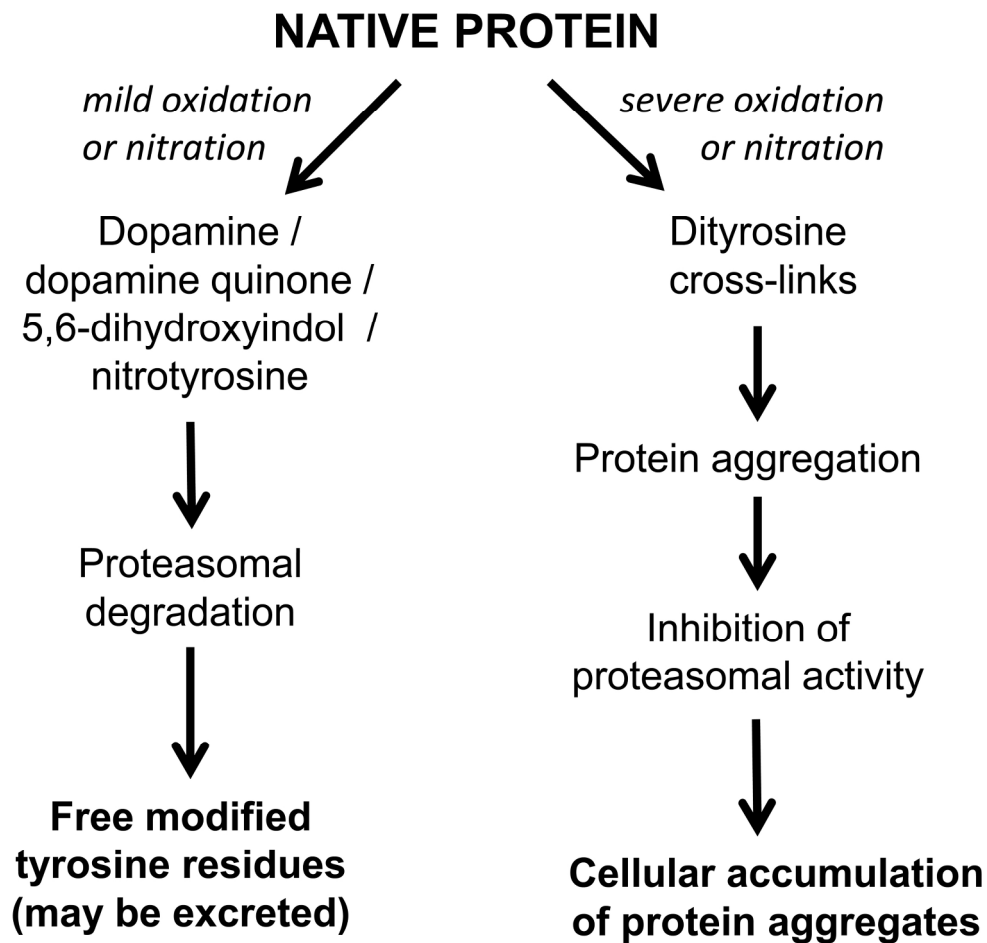 NATIVE PROTEIN
mild oxidation
or nitration
severe oxidation
or nitration
Dopamine /
dopamine quinone /
5,6-dihydroxyindol /
nitrotyrosine
Dityrosine
cross-links
Proteasomal
degradation
Protein aggregation
Inhibition of
proteasomal activity
Free modified
tyrosine residues
(may be excreted)
Cellular accumulation
of protein aggregates